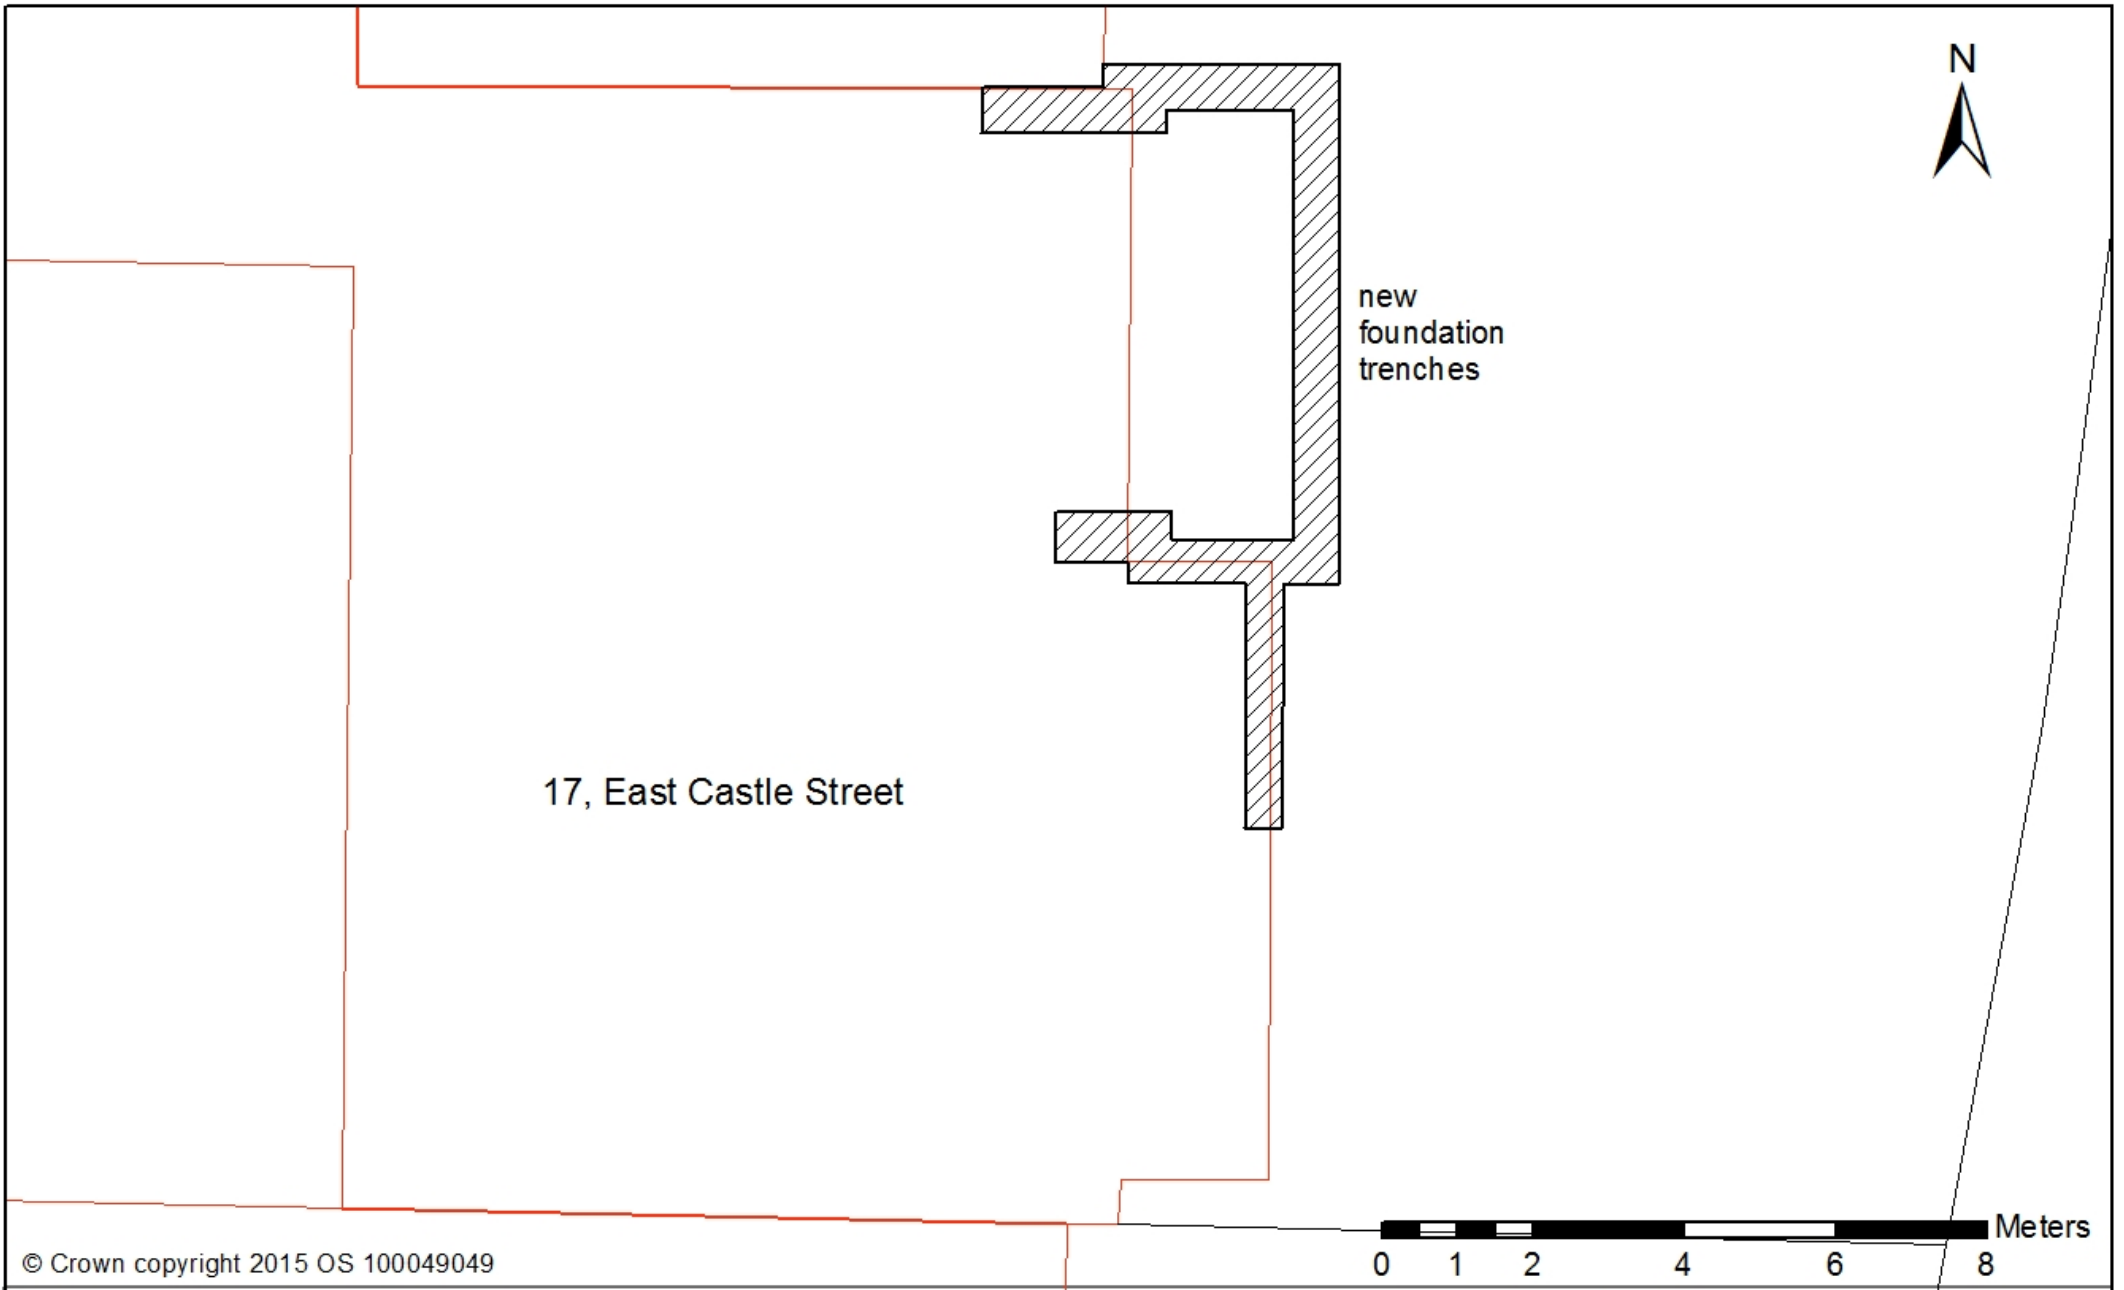 N
new
foundation
trenches
17, East Castle Street
Meters
0 1 2 4 6 8
© Crown copyright 2015 OS 100049049